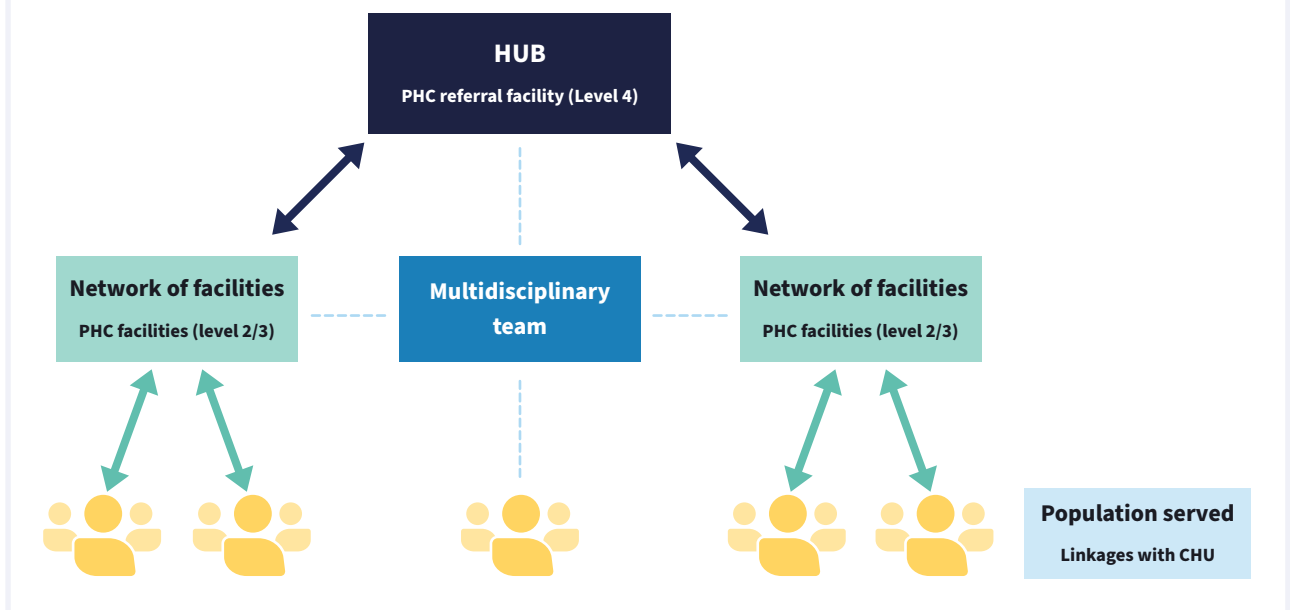 HUB
PHC referral facility (Level 4)
Network of facilities
PHC facilities (level 2/3)
Multidisciplinary
team
Network of facilities
PHC facilities (level 2/3)
Population served
Linkages with CHU